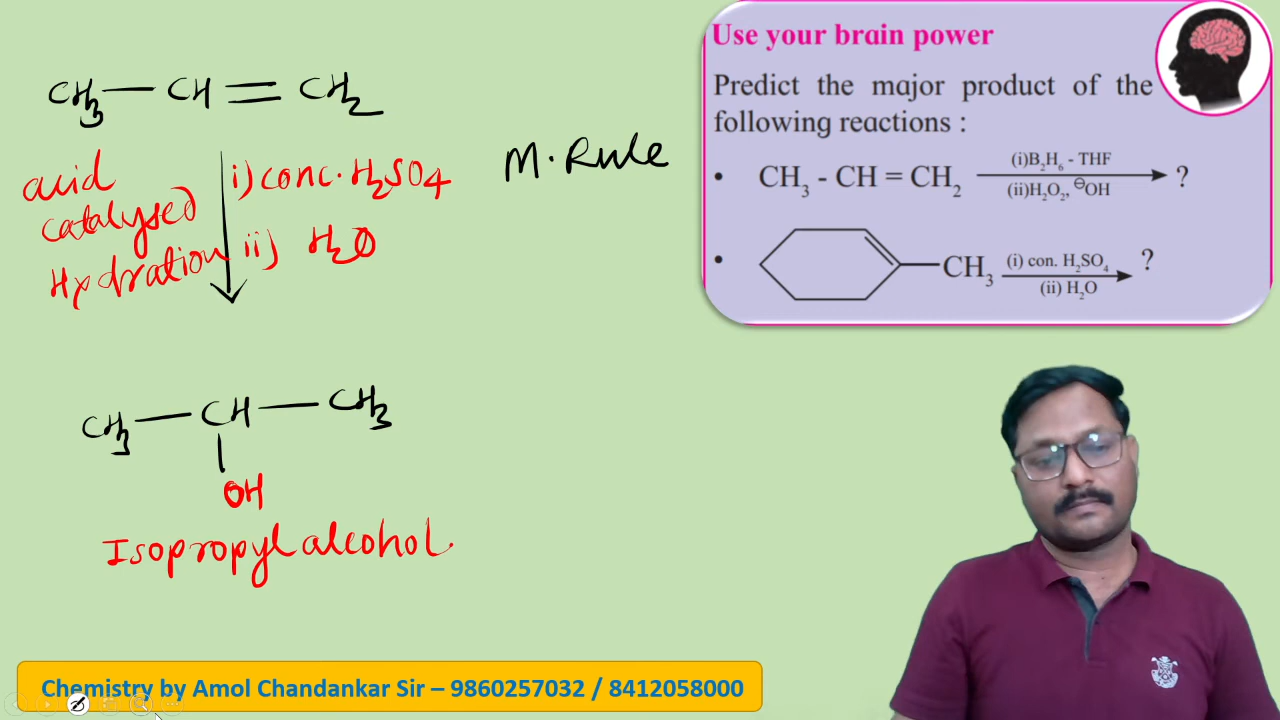 CH₃ — CH = CH₂
acid
catalysed
Hydration
i) conc. H₂SO₄
ii) H₂O
M. Rule
CH₃ — CH — CH₃
OH
Isopropyl alcohol.
Use your brain power
Predict the major product of the
following reactions :
• CH₃ - CH = CH₂ (i)B₂H₆ - THF ?
(ii)H₂O₂, ⊖OH
• CH₃ (i) con. H₂SO₄ ?
(ii) H₂O
Chemistry by Amol Chandankar Sir – 9860257032 / 8412058000